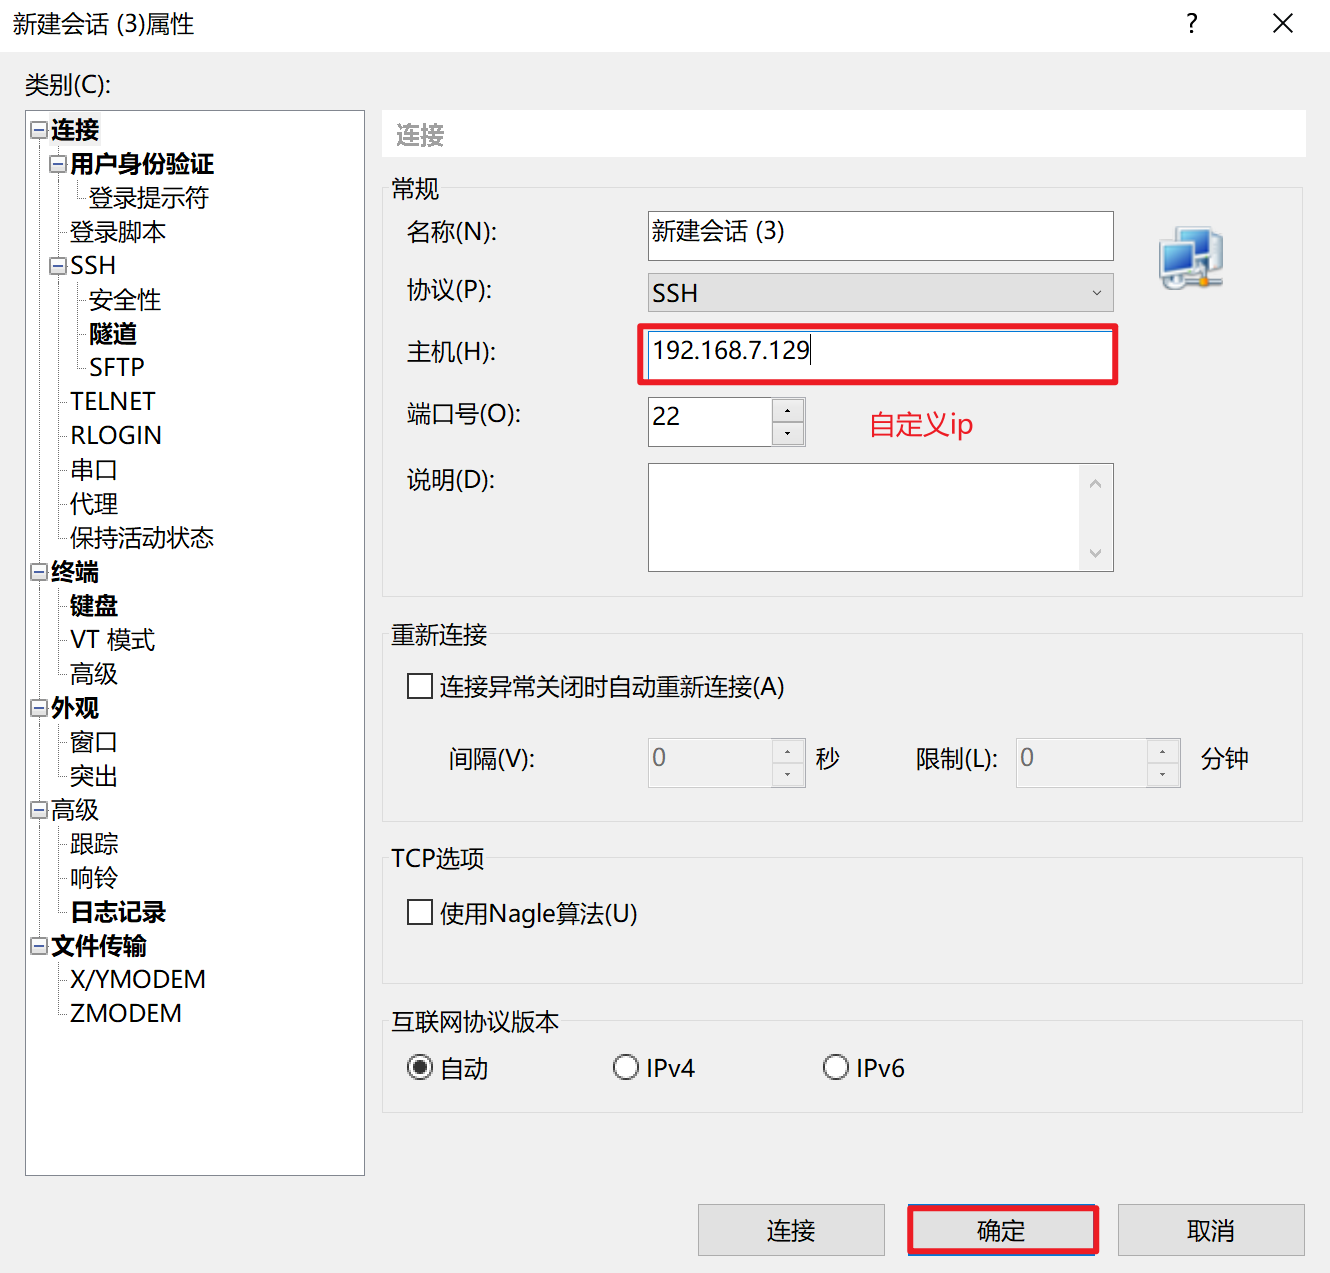 新建会话 (3)属性
?
类别(C):
连接
用户身份验证
登录提示符
登录脚本
SSH
安全性
隧道
SFTP
TELNET
RLOGIN
串口
代理
保持活动状态
终端
键盘
VT 模式
高级
外观
窗口
突出
高级
跟踪
响铃
日志记录
文件传输
X/YMODEM
ZMODEM
连接
常规
名称(N): 新建会话 (3)
协议(P): SSH
主机(H): 192.168.7.129
端口号(O): 22
自定义ip
说明(D):
重新连接
连接异常关闭时自动重新连接(A)
间隔(V): 0 秒 限制(L): 0 分钟
TCP选项
使用Nagle算法(U)
互联网协议版本
自动 IPv4 IPv6
连接 确定 取消